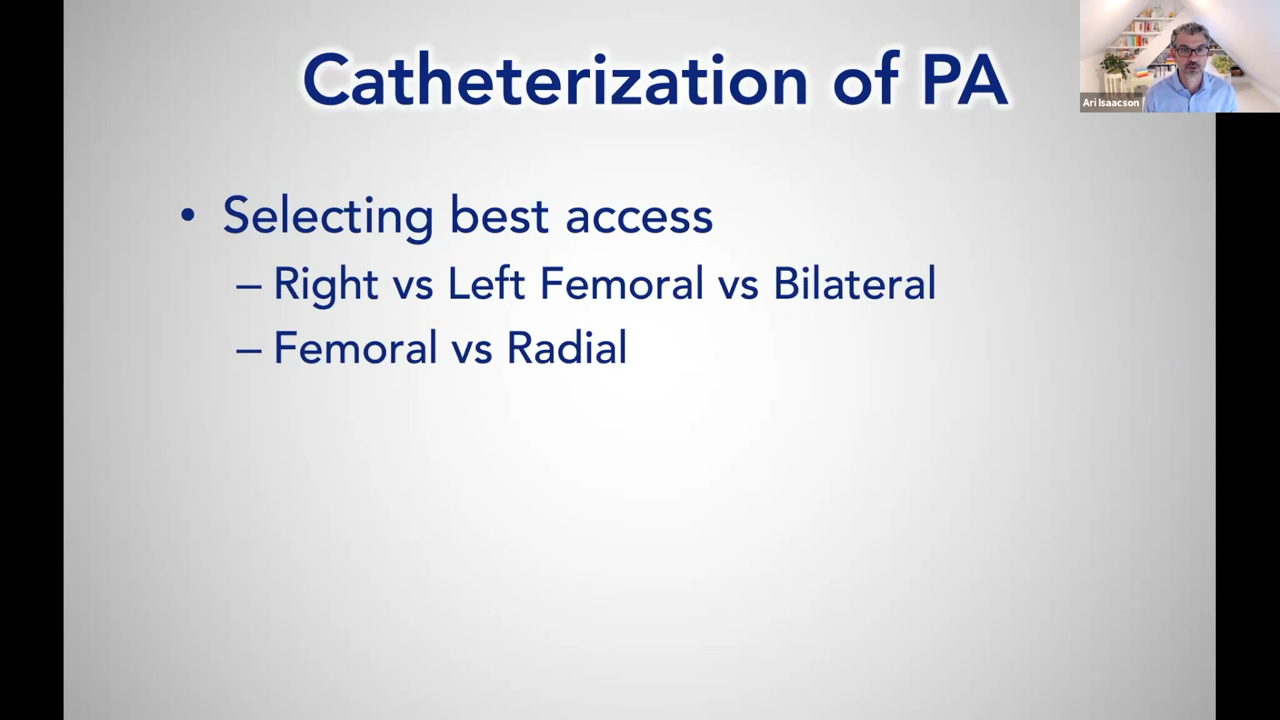 Catheterization of PA
Ari Isaacson
• Selecting best access
– Right vs Left Femoral vs Bilateral
– Femoral vs Radial